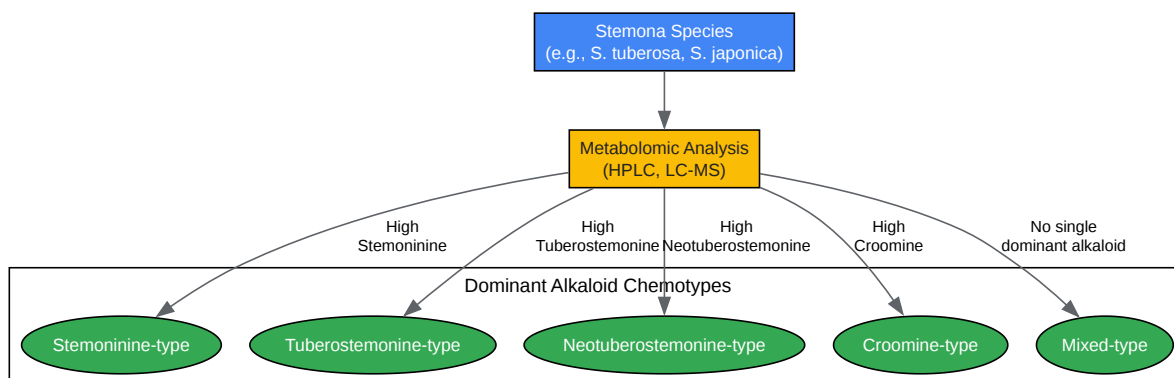 Stemona Species
(e.g., S. tuberosa, S. japonica)
Metabolomic Analysis
(HPLC, LC-MS)
High
Stemoninine
High
Tuberostemonine
High
Neotuberostemonine
High
Croomine
No single
dominant alkaloid
Dominant Alkaloid Chemotypes
Stemoninine-type
Tuberostemonine-type
Neotuberostemonine-type
Croomine-type
Mixed-type